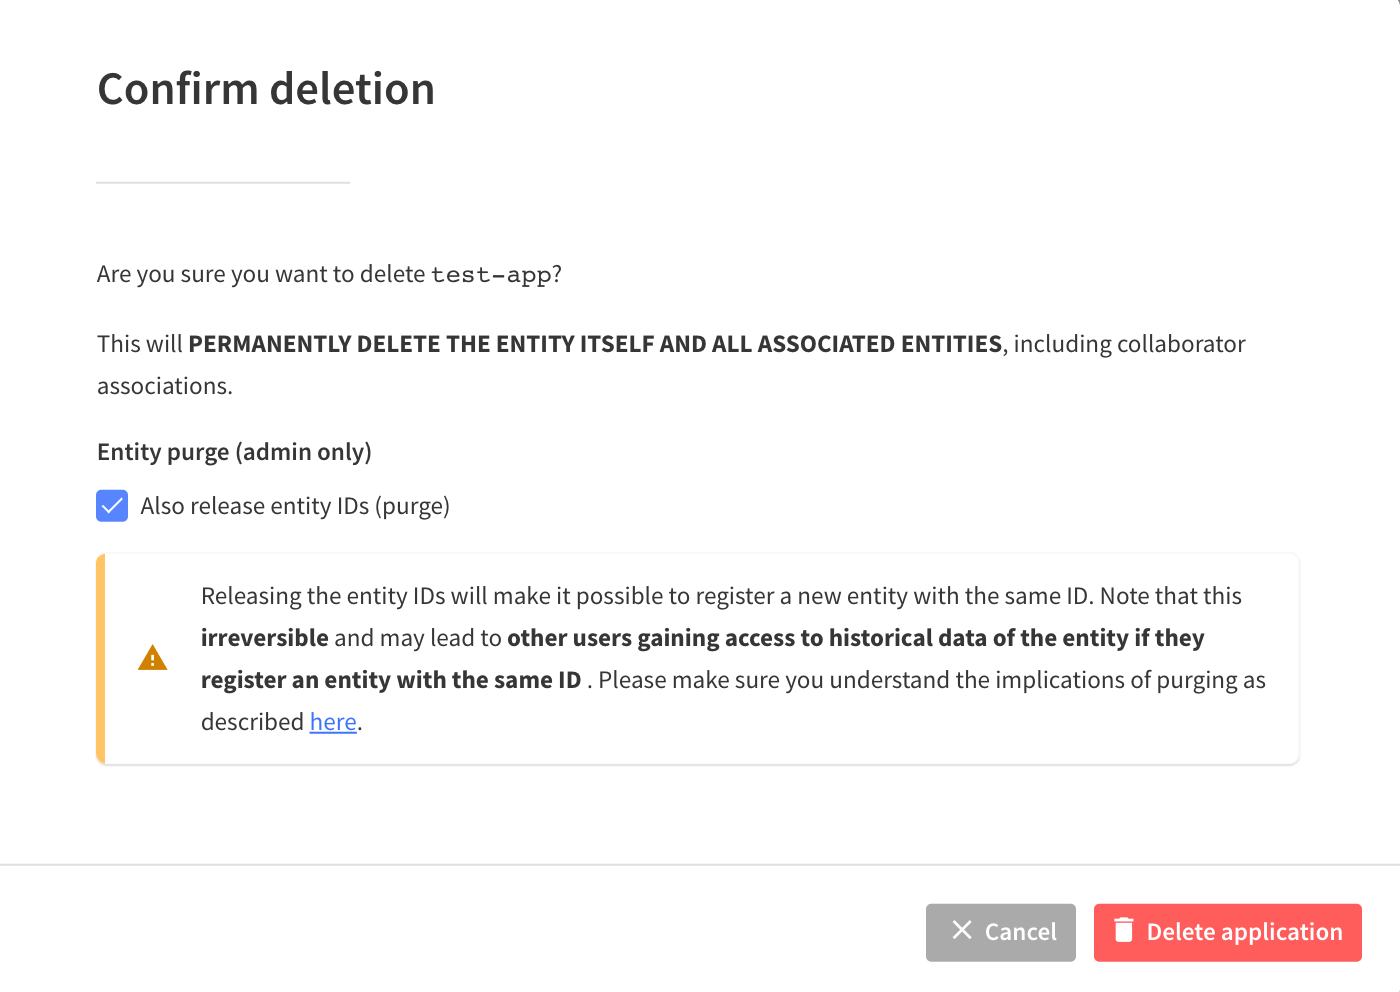 Confirm deletion
Are you sure you want to delete test-app?
This will PERMANENTLY DELETE THE ENTITY ITSELF AND ALL ASSOCIATED ENTITIES, including collaborator
associations.
Entity purge (admin only)
Also release entity IDs (purge)
Releasing the entity IDs will make it possible to register a new entity with the same ID. Note that this
irreversible and may lead to other users gaining access to historical data of the entity if they
register an entity with the same ID . Please make sure you understand the implications of purging as
described here.
Cancel
Delete application